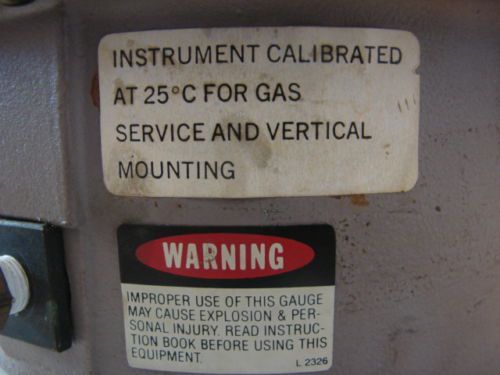 INSTRUMENT CALIBRATED
AT 25°C FOR GAS
SERVICE AND VERTICAL
MOUNTING
WARNING
IMPROPER USE OF THIS GAUGE
MAY CAUSE EXPLOSION & PER-
SONAL INJURY. READ INSTRUC-
TION BOOK BEFORE USING THIS
EQUIPMENT.
L 2326